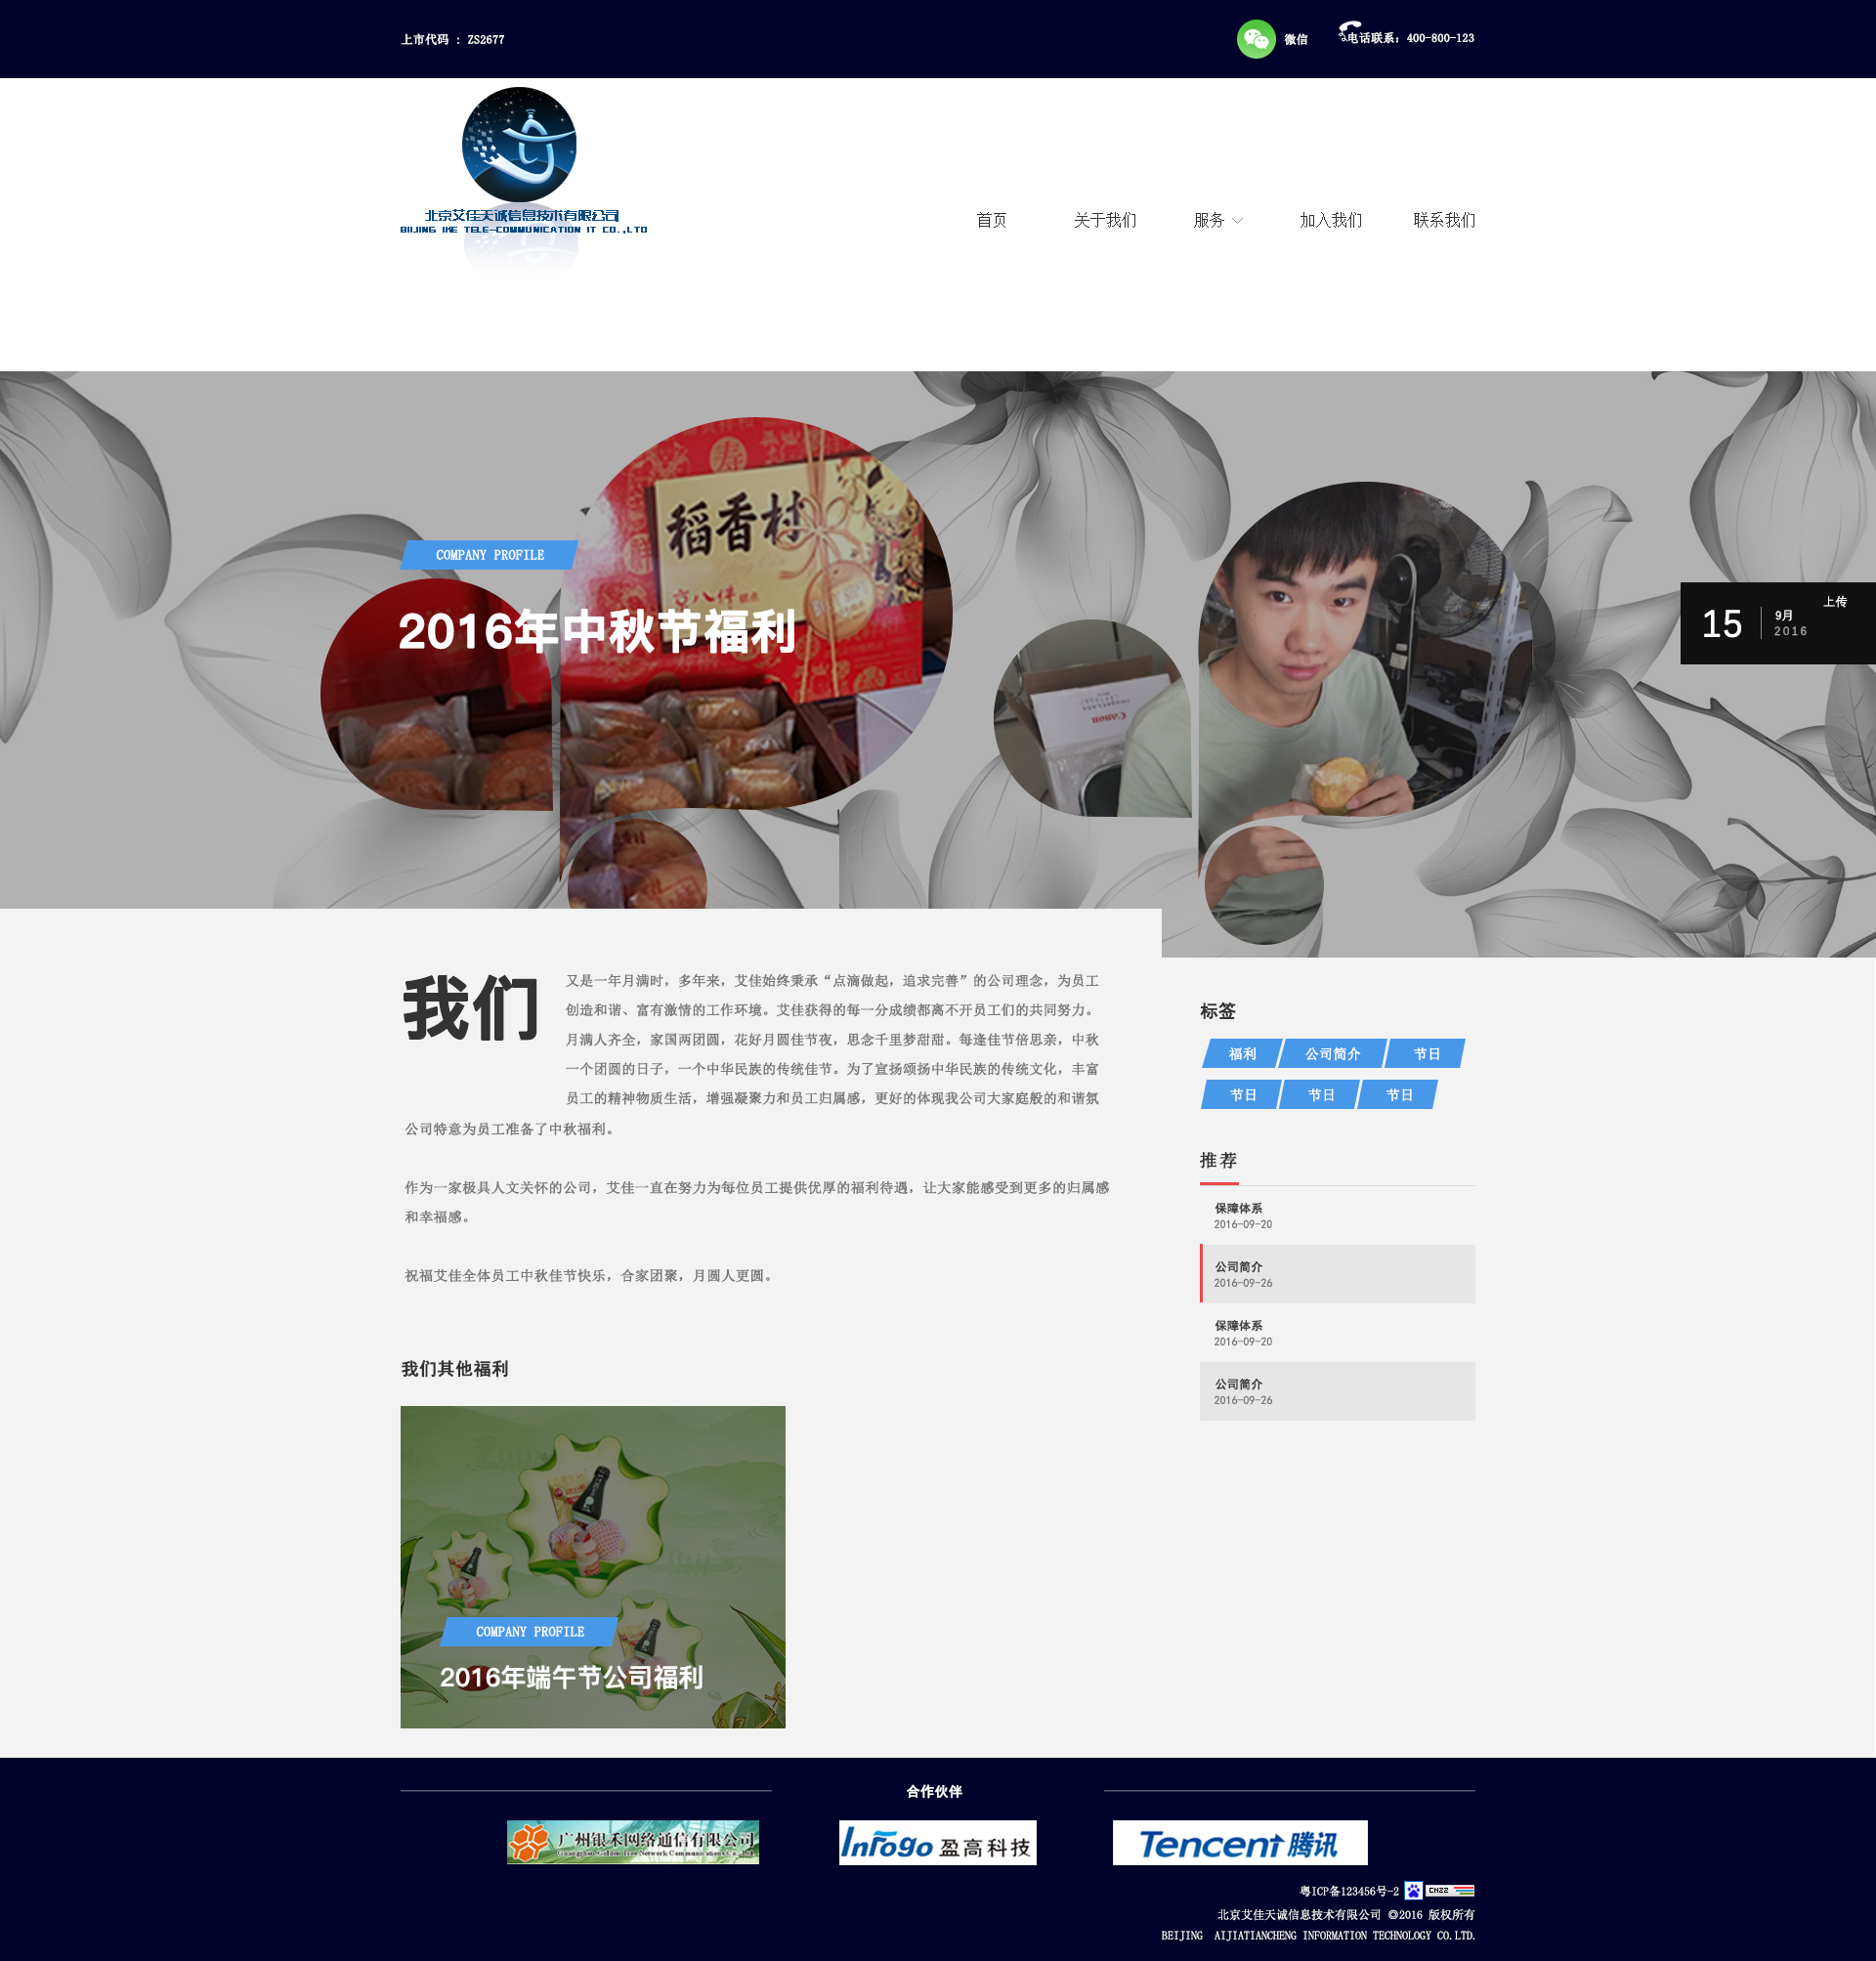 上市代码 : ZS2677
微信
电话联系: 400-800-123
北京艾佳天诚信息技术有限公司
BIJING IKE TELE-COMMUNICATION IT CO.,LTD
首页
关于我们
服务
加入我们
联系我们
稻香村
六八件
Canon
COMPANY PROFILE
2016年中秋节福利
15
9月
2016
上传
我们
又是一年月满时，多年来，艾佳始终秉承“点滴做起，追求完善”的公司理念，为员工
创造和谐、富有激情的工作环境。艾佳获得的每一分成绩都离不开员工们的共同努力。
月满人齐全，家国两团圆，花好月圆佳节夜，思念千里梦甜甜。每逢佳节倍思亲，中秋
一个团圆的日子，一个中华民族的传统佳节。为了宣扬颂扬中华民族的传统文化，丰富
员工的精神物质生活，增强凝聚力和员工归属感，更好的体现我公司大家庭般的和谐氛
公司特意为员工准备了中秋福利。
作为一家极具人文关怀的公司，艾佳一直在努力为每位员工提供优厚的福利待遇，让大家能感受到更多的归属感
和幸福感。
祝福艾佳全体员工中秋佳节快乐，合家团聚，月圆人更圆。
标签
福利
公司简介
节日
节日
节日
节日
推荐
保障体系
2016-09-20
公司简介
2016-09-26
保障体系
2016-09-20
公司简介
2016-09-26
我们其他福利
COMPANY PROFILE
2016年端午节公司福利
合作伙伴
广州银禾网络通信有限公司
Guangzhou Golden Tree Network Communications Co., Ltd
Infogo 盈高科技
Tencent 腾讯
粤ICP备123456号-2
CNZZ
北京艾佳天诚信息技术有限公司 ©2016 版权所有
BEIJING AIJIATIANCHENG INFORMATION TECHNOLOGY CO.LTD.